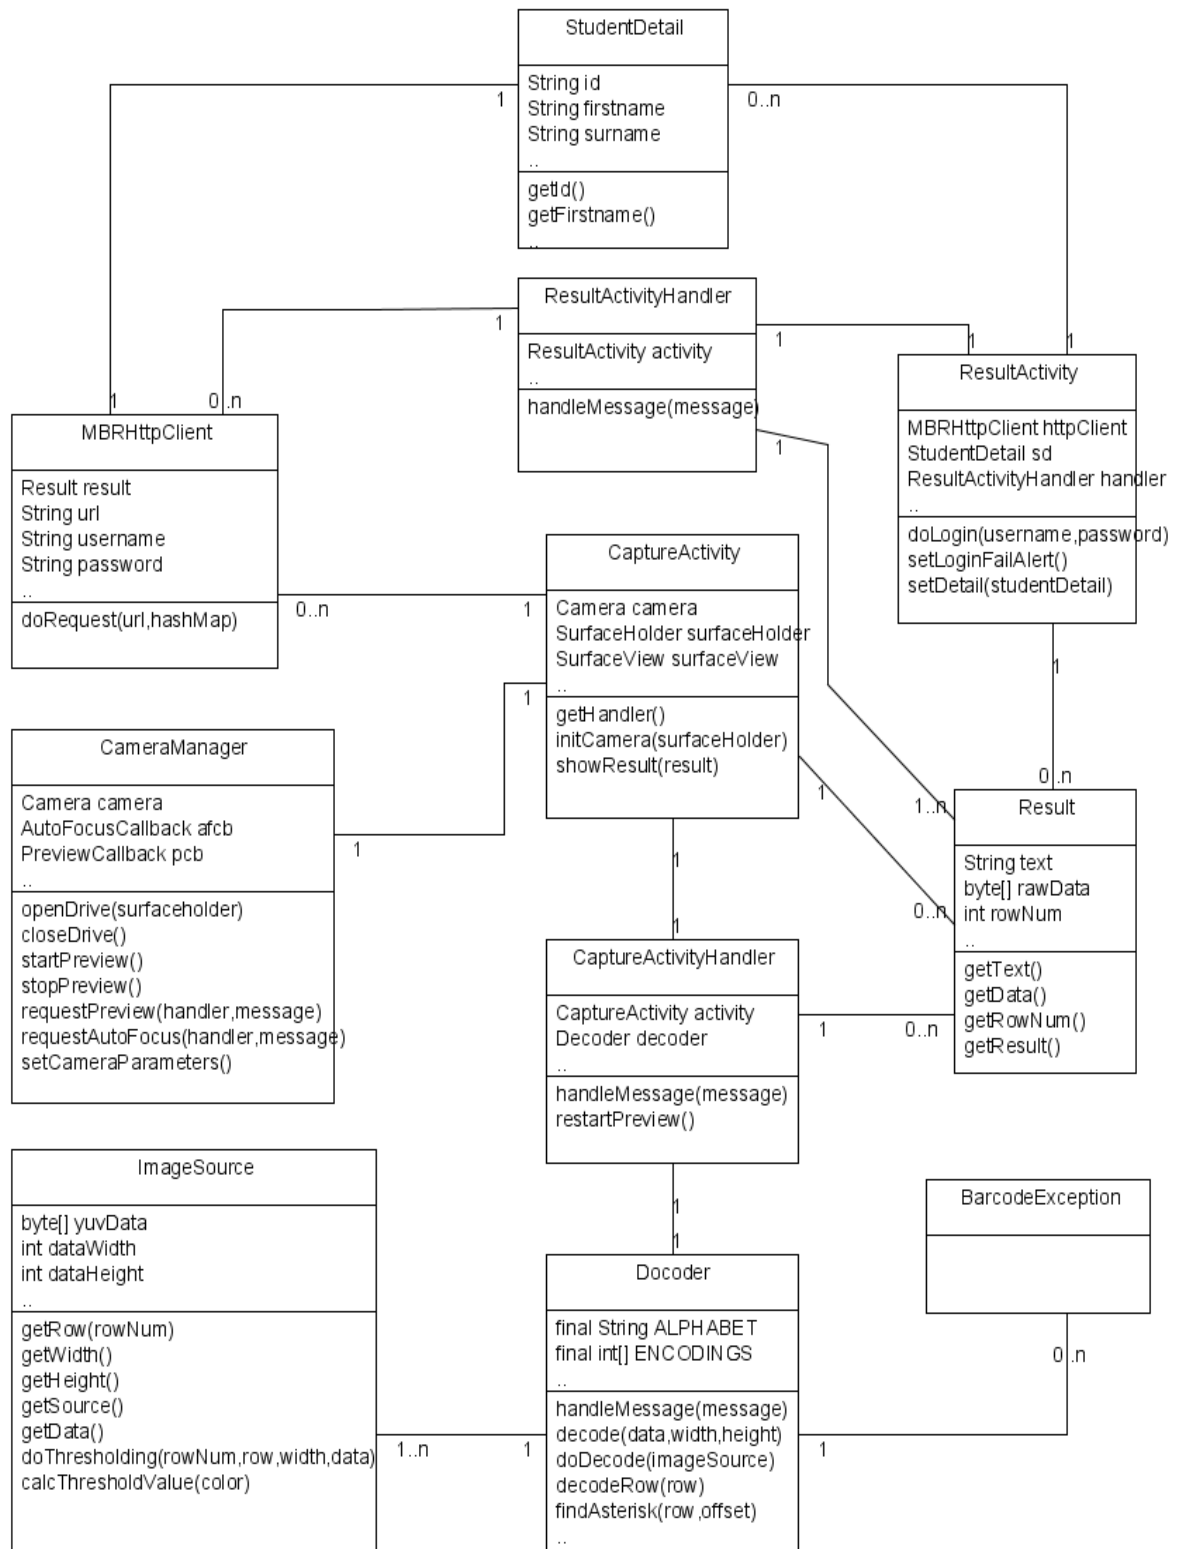 StudentDetail
String id
String firstname
String surname
..
getId()
getFirstname()
..
1
0..n
ResultActivityHandler
ResultActivity activity
..
handleMessage(message)
1
1
1
1
0..n
1
1
MBRHttpClient
Result result
String url
String username
String password
..
doRequest(url,hashMap)
ResultActivity
MBRHttpClient httpClient
StudentDetail sd
ResultActivityHandler handler
..
doLogin(username,password)
setLoginFailAlert()
setDetail(studentDetail)
CaptureActivity
Camera camera
SurfaceHolder surfaceHolder
SurfaceView surfaceView
..
getHandler()
initCamera(surfaceHolder)
showResult(result)
0..n
1
1
1
1
1
0..n
1..n
0..n
CameraManager
Camera camera
AutoFocusCallback afcb
PreviewCallback pcb
..
openDrive(surfaceholder)
closeDrive()
startPreview()
stopPreview()
requestPreview(handler,message)
requestAutoFocus(handler,message)
setCameraParameters()
1
Result
String text
byte[] rawData
int rowNum
..
getText()
getData()
getRowNum()
getResult()
1
CaptureActivityHandler
CaptureActivity activity
Decoder decoder
..
handleMessage(message)
restartPreview()
1
0..n
1
1
ImageSource
byte[] yuvData
int dataWidth
int dataHeight
..
getRow(rowNum)
getWidth()
getHeight()
getSource()
getData()
doThresholding(rowNum,row,width,data)
calcThresholdValue(color)
BarcodeException
0..n
Docoder
final String ALPHABET
final int[] ENCODINGS
..
handleMessage(message)
decode(data,width,height)
doDecode(imageSource)
decodeRow(row)
findAsterisk(row,offset)
..
1..n
1
1